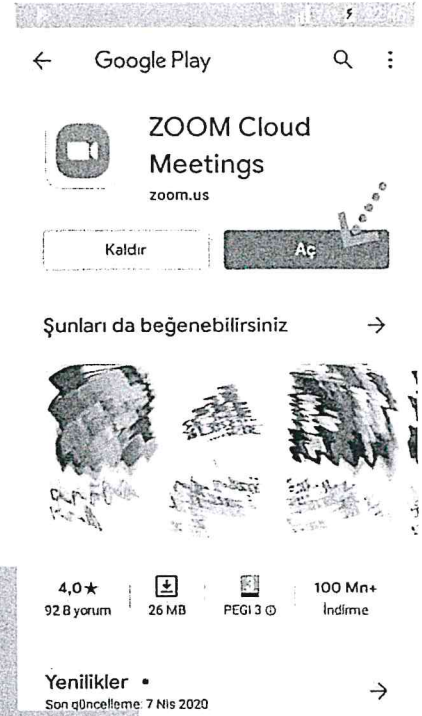 Google Play
ZOOM Cloud
Meetings
zoom.us
Kaldır
Aç
Şunları da beğenebilirsiniz
4,0★
92 B yorum
26 MB
PEGI 3
100 Mn+
İndirme
Yenilikler •
Son güncelleme: 7 Nis 2020